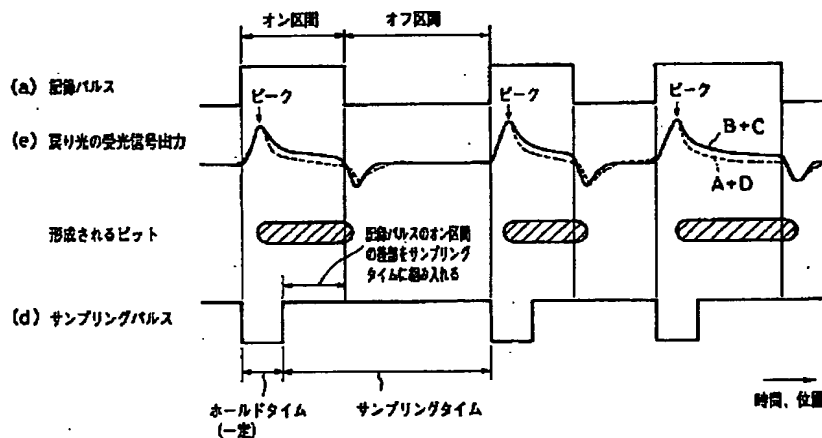 オン区間 オフ区間
(a) 記録パルス
ピーク ピーク ピーク
(e) 戻り光の受光信号出力
B+C
A+D
形成されるピット
記録パルスのオン区間
の後部をサンプリング
タイムに組み入れる
(d) サンプリングパルス
ホールドタイム
(一定)
サンプリングタイム
時間、位置